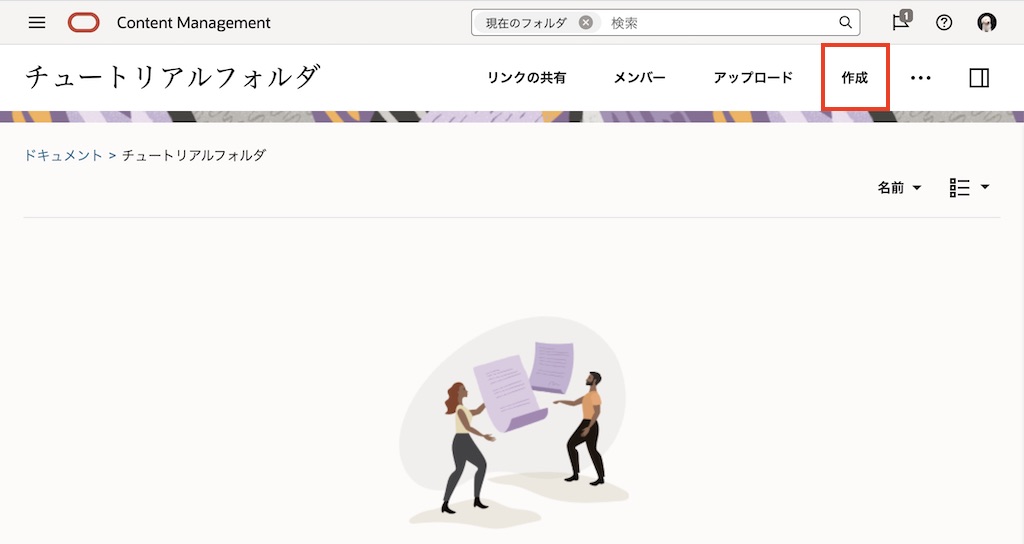 Content Management
現在のフォルダ 検索
1
チュートリアルフォルダ
リンクの共有 メンバー アップロード 作成
ドキュメント > チュートリアルフォルダ
名前